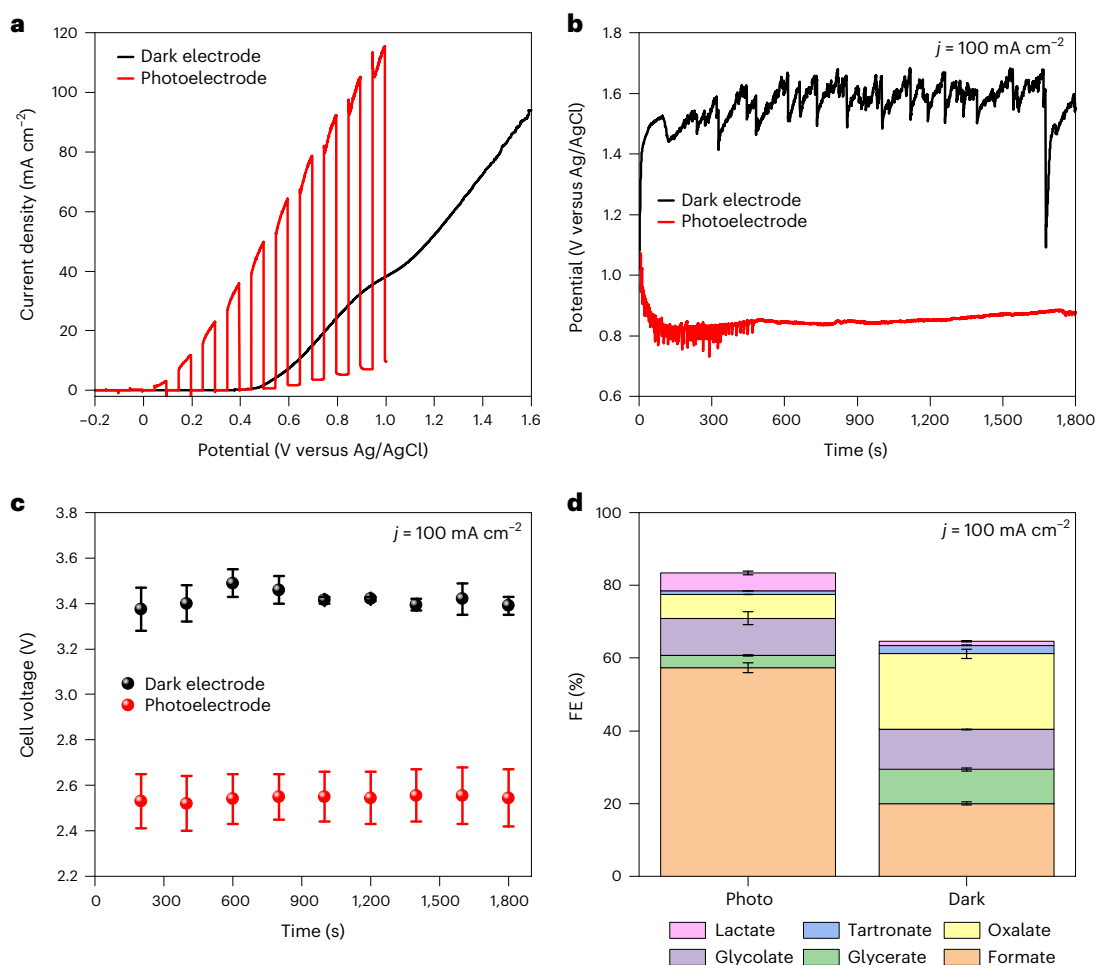 a
120
100
80
60
40
20
0
Current density (mA cm⁻²)
Dark electrode
Photoelectrode
−0.2 0 0.2 0.4 0.6 0.8 1.0 1.2 1.4 1.6
Potential (V versus Ag/AgCl)
b
j = 100 mA cm⁻²
1.8
1.6
1.4
1.2
1.0
0.8
0.6
Potential (V versus Ag/AgCl)
Dark electrode
Photoelectrode
0 300 600 900 1,200 1,500 1,800
Time (s)
c
j = 100 mA cm⁻²
3.8
3.6
3.4
3.2
3.0
2.8
2.6
2.4
2.2
Cell voltage (V)
Dark electrode
Photoelectrode
0 300 600 900 1,200 1,500 1,800
Time (s)
d
j = 100 mA cm⁻²
100
80
60
40
20
0
FE (%)
Photo Dark
Lactate Tartronate Oxalate
Glycolate Glycerate Formate